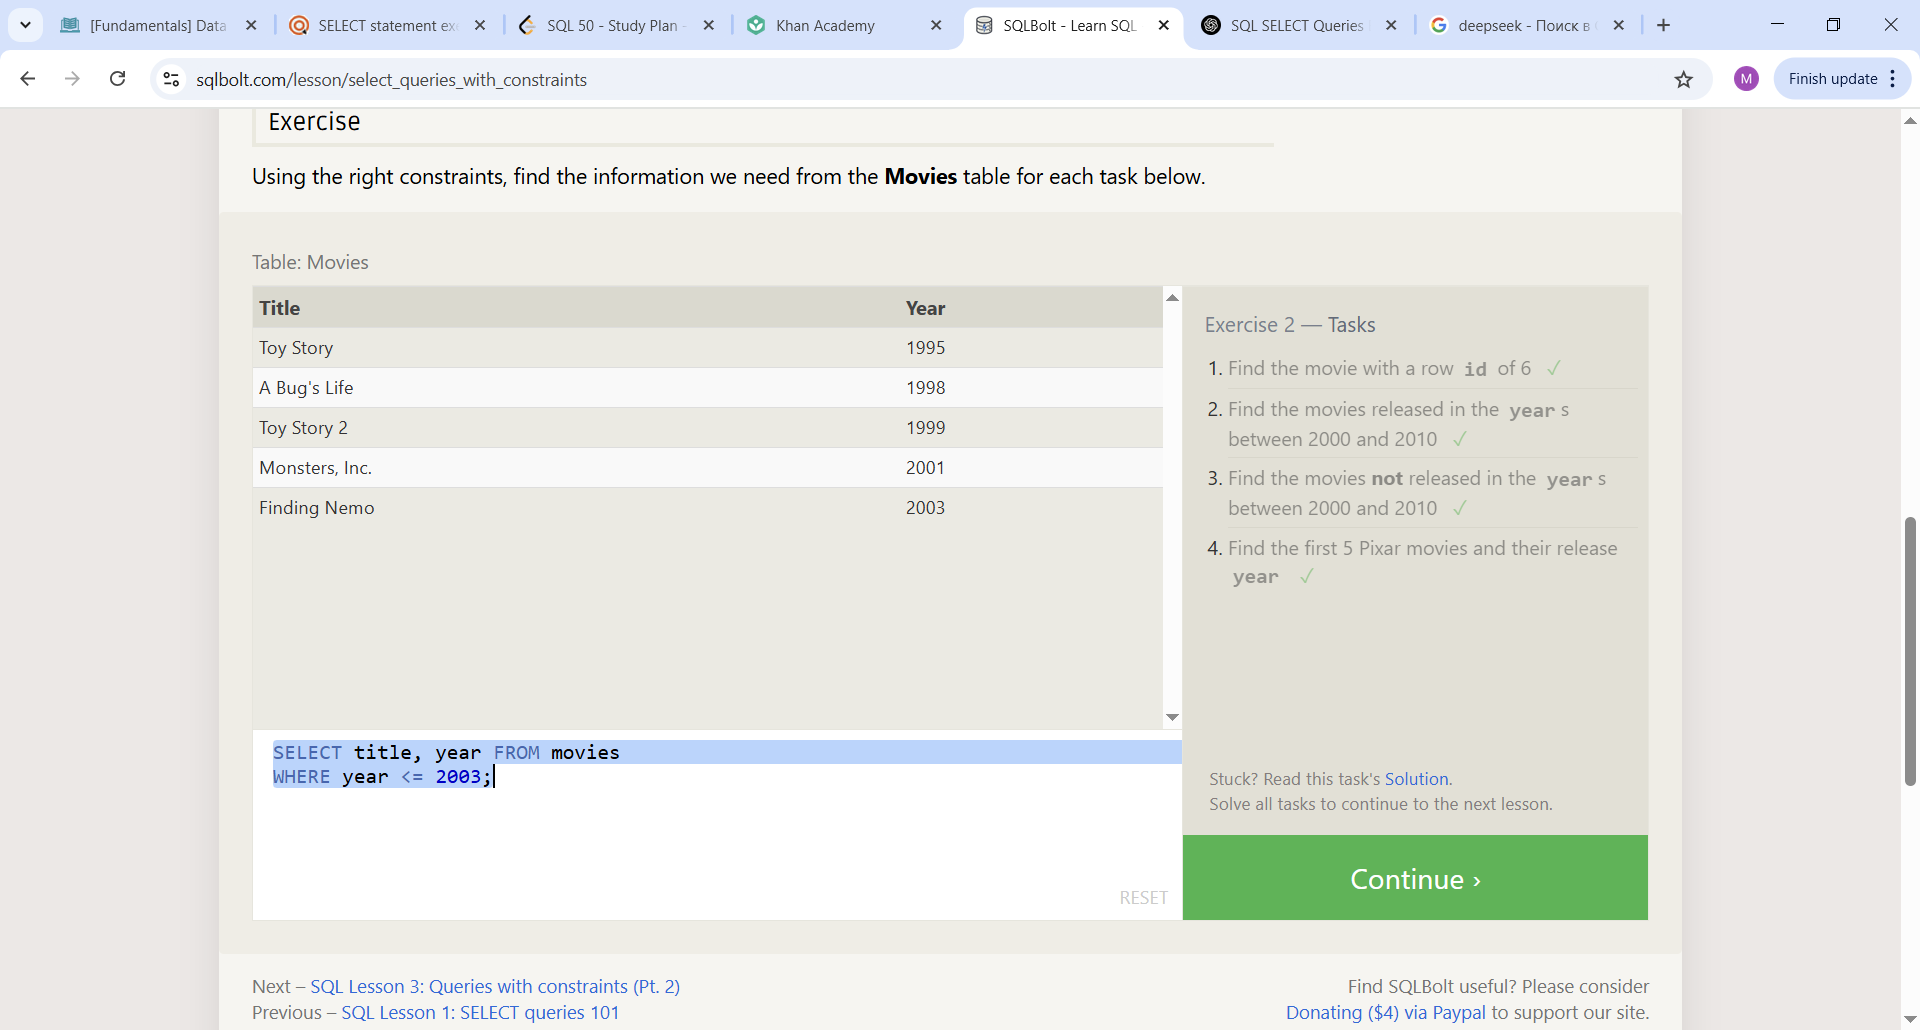 [Fundamentals] Data
SELECT statement exe
SQL 50 - Study Plan -
Khan Academy
SQLBolt - Learn SQL
SQL SELECT Queries
deepseek - Поиск в
sqlbolt.com/lesson/select_queries_with_constraints
M
Finish update
Exercise
Using the right constraints, find the information we need from the Movies table for each task below.
Table: Movies
Title Year
Toy Story 1995
A Bug's Life 1998
Toy Story 2 1999
Monsters, Inc. 2001
Finding Nemo 2003
SELECT title, year FROM movies
WHERE year <= 2003;
RESET
Exercise 2 — Tasks
1. Find the movie with a row id of 6 ✓
2. Find the movies released in the year s
between 2000 and 2010 ✓
3. Find the movies not released in the year s
between 2000 and 2010 ✓
4. Find the first 5 Pixar movies and their release
year ✓
Stuck? Read this task's Solution.
Solve all tasks to continue to the next lesson.
Continue ›
Next – SQL Lesson 3: Queries with constraints (Pt. 2)
Previous – SQL Lesson 1: SELECT queries 101
Find SQLBolt useful? Please consider
Donating ($4) via Paypal to support our site.